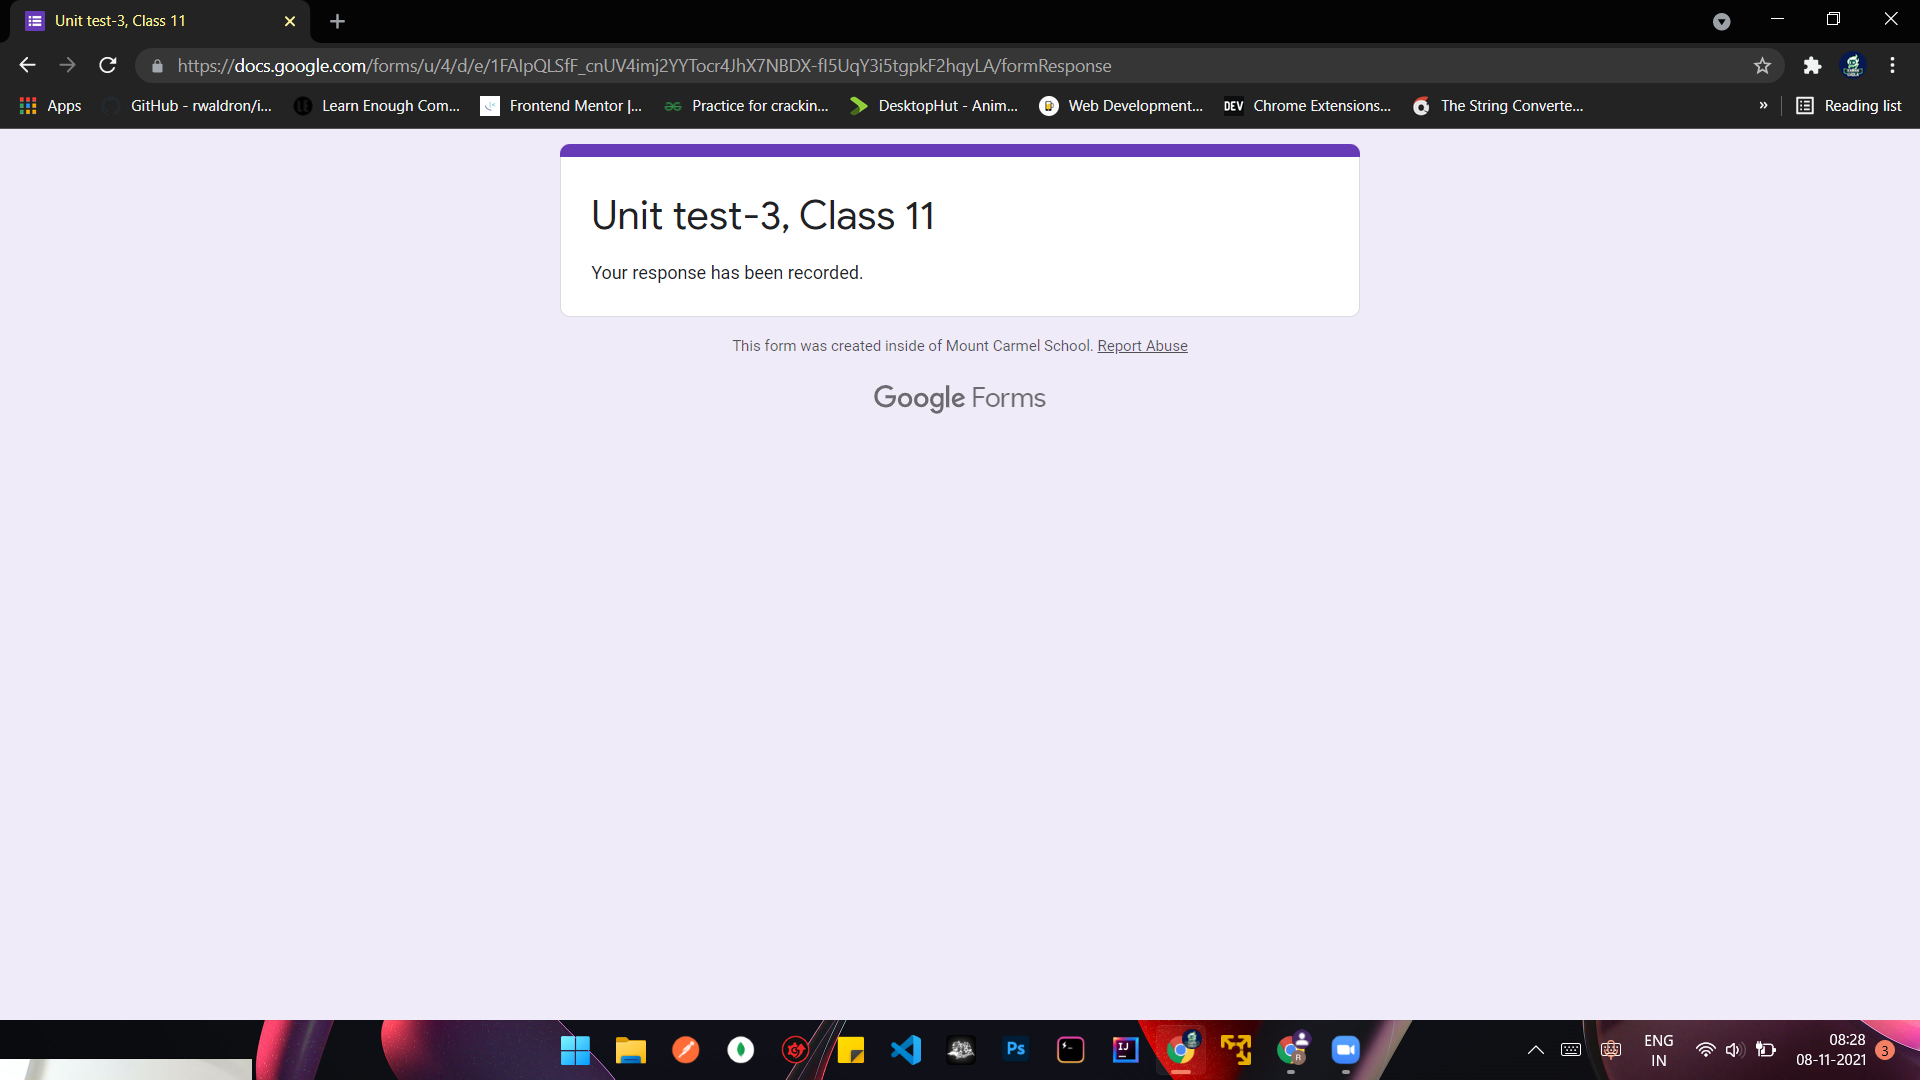 Unit test-3, Class 11
https://docs.google.com/forms/u/4/d/e/1FAIpQLSfF_cnUV4imj2YYTocr4JhX7NBDX-fI5UqY3i5tgpkF2hqyLA/formResponse
Apps GitHub - rwaldron/i... Learn Enough Com... Frontend Mentor |... Practice for crackin... DesktopHut - Anim... Web Development... DEV Chrome Extensions... The String Converte... » Reading list
Unit test-3, Class 11
Your response has been recorded.
This form was created inside of Mount Carmel School. Report Abuse
Google Forms
Ps IJ R ENG 08:28
IN 08-11-2021 3